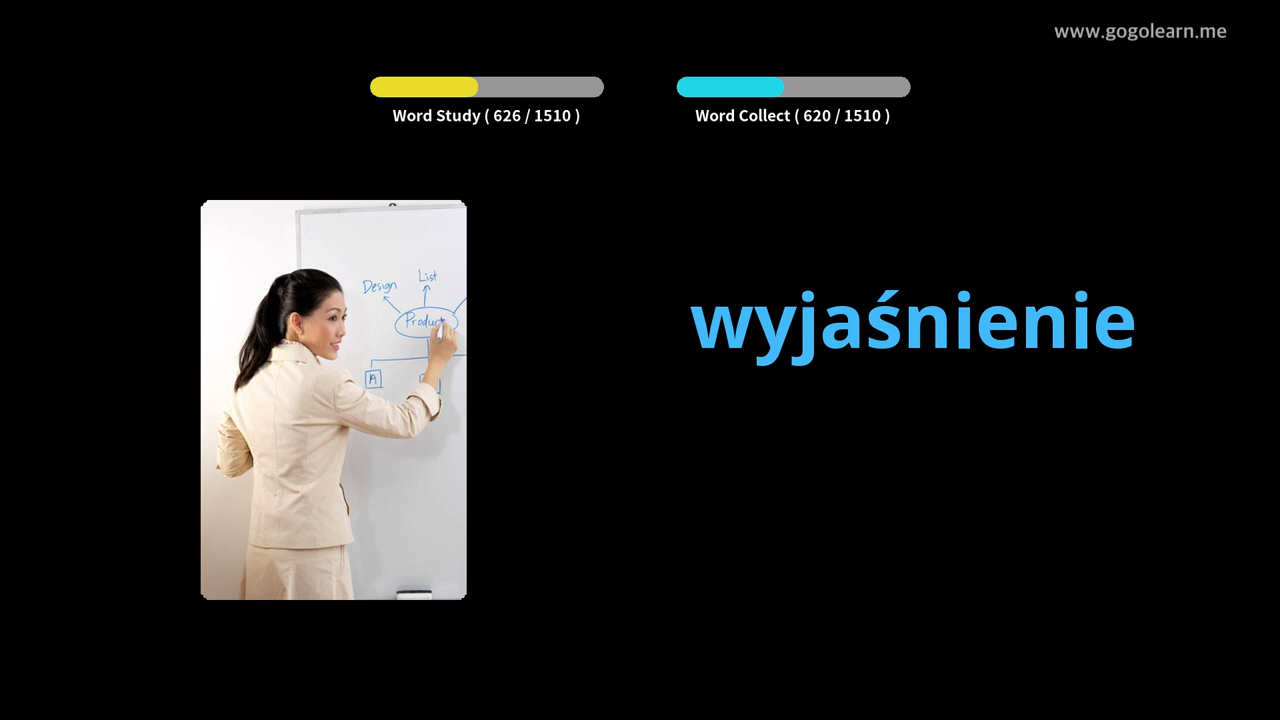 www.gogolearn.me
Word Study ( 626 / 1510 )
Word Collect ( 620 / 1510 )
List
Design
Product
A
wyjaśnienie